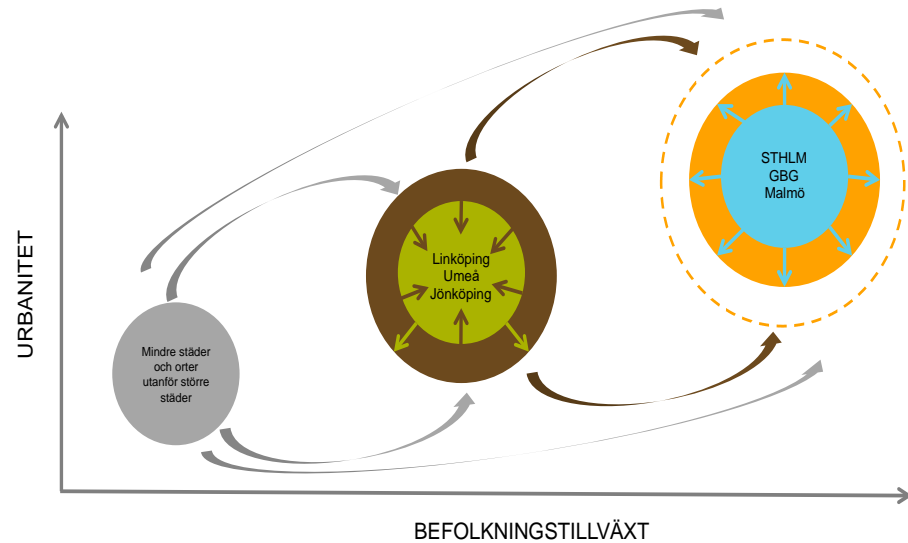 STHLM
GBG
Malmö
Linköping
Umeå
Jönköping
Mindre städer
och orter
utanför större
städer
URBANITET
BEFOLKNINGSTILLVÄXT